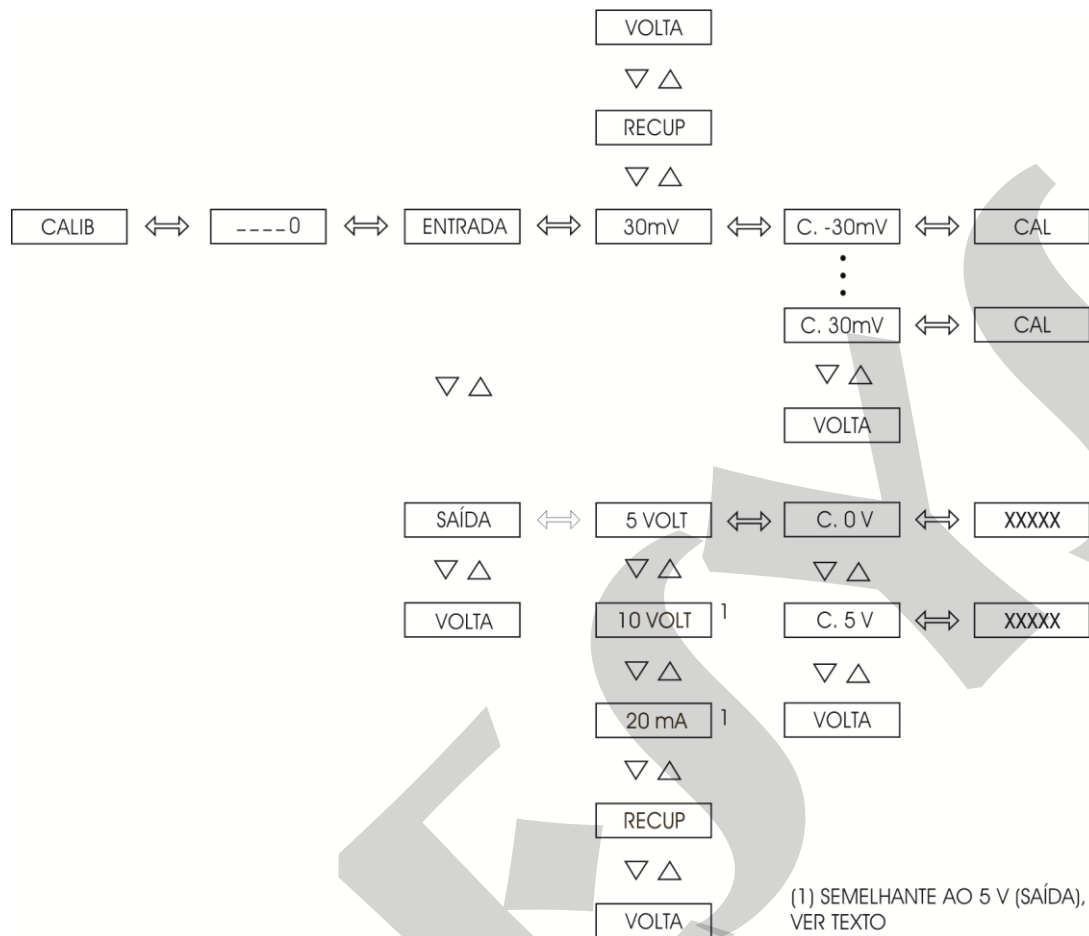 VOLTA
RECUP
CALIB ----0 ENTRADA 30mV C. -30mV CAL
C. 30mV CAL
VOLTA
SAÍDA 5 VOLT C. 0 V XXXXX
VOLTA 10 VOLT 1 C. 5 V XXXXX
20 mA 1 VOLTA
RECUP
VOLTA
(1) SEMELHANTE AO 5 V (SAÍDA),
VER TEXTO